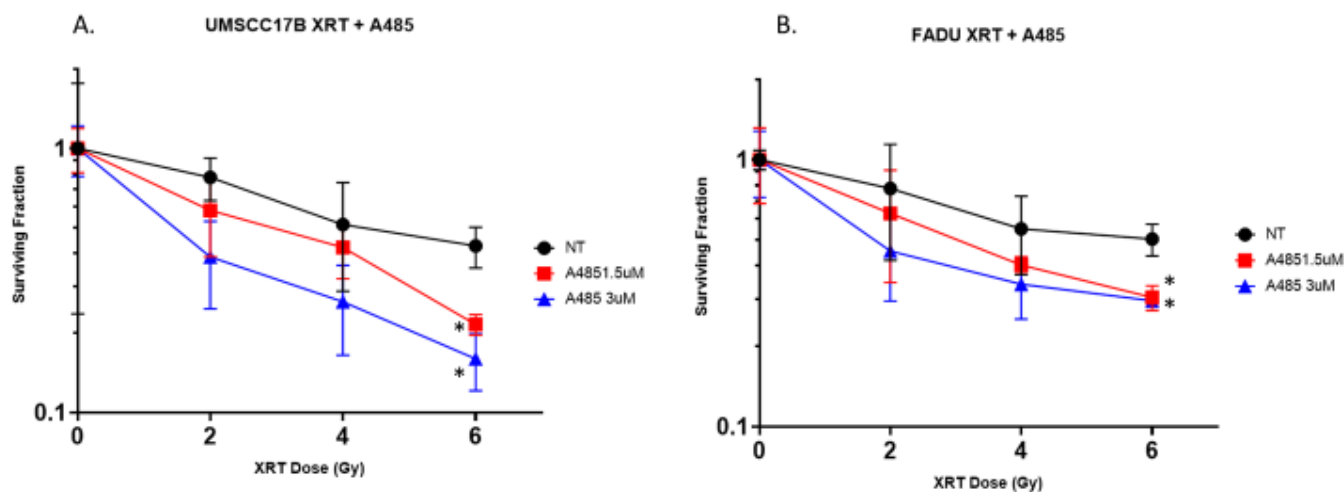 A.
UMSCC17B XRT + A485
Surviving Fraction
1
0.1
0 2 4 6
XRT Dose (Gy)
*
*
NT
A4851.5uM
A485 3uM
B.
FADU XRT + A485
Surviving Fraction
1
0.1
0 2 4 6
XRT Dose (Gy)
*
*
NT
A4851.5uM
A485 3uM